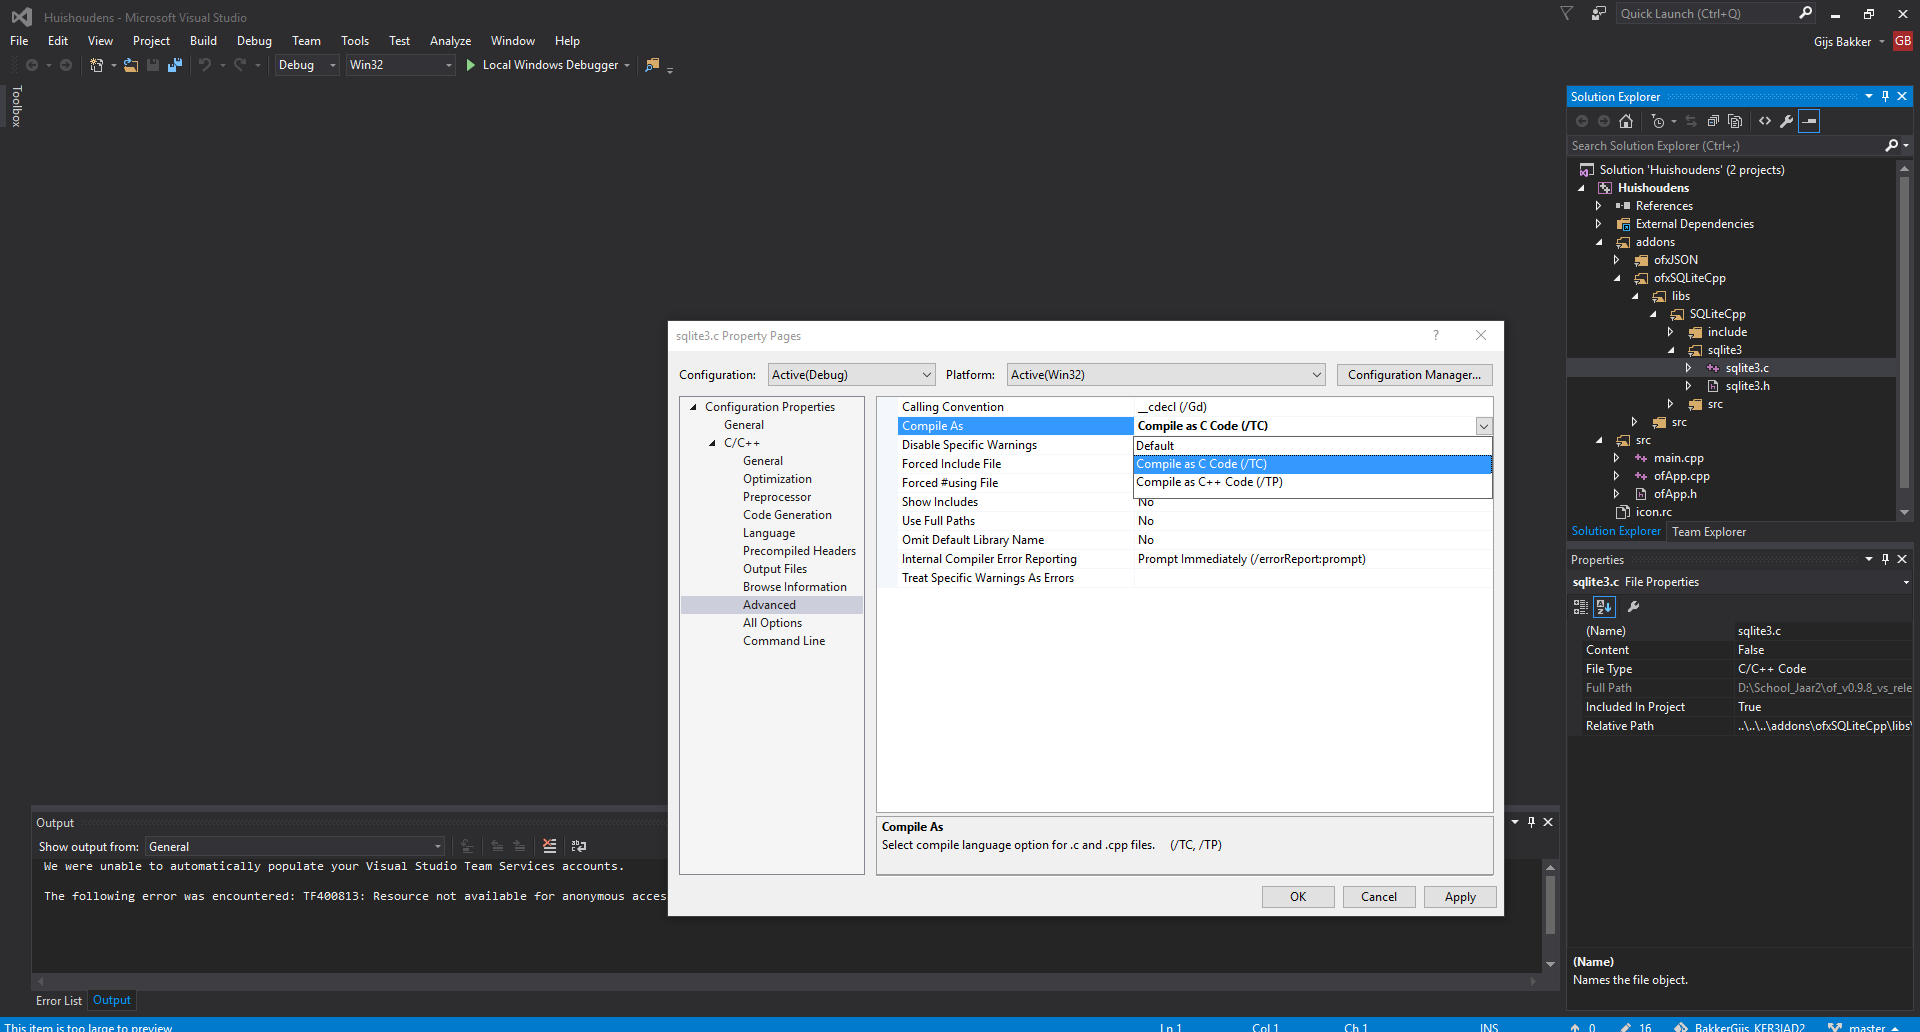 Huishoudens - Microsoft Visual Studio
Quick Launch (Ctrl+Q)
File Edit View Project Build Debug Team Tools Test Analyze Window Help
Gijs Bakker GB
Debug Win32 Local Windows Debugger
Toolbox
Solution Explorer
Search Solution Explorer (Ctrl+;)
Solution 'Huishoudens' (2 projects)
Huishoudens
References
External Dependencies
addons
ofxJSON
ofxSQLiteCpp
libs
SQLiteCpp
include
sqlite3
sqlite3.c
sqlite3.h
src
src
src
main.cpp
ofApp.cpp
ofApp.h
icon.rc
Solution Explorer Team Explorer
Properties
sqlite3.c File Properties
(Name) sqlite3.c
Content False
File Type C/C++ Code
Full Path D:\School_Jaar2\of_v0.9.8_vs_rele
Included In Project True
Relative Path ..\..\..\addons\ofxSQLiteCpp\libs\
(Name)
Names the file object.
sqlite3.c Property Pages
?
Configuration: Active(Debug) Platform: Active(Win32) Configuration Manager...
Configuration Properties
General
C/C++
General
Optimization
Preprocessor
Code Generation
Language
Precompiled Headers
Output Files
Browse Information
Advanced
All Options
Command Line
Calling Convention __cdecl (/Gd)
Compile As Compile as C Code (/TC)
Disable Specific Warnings
Forced Include File
Forced #using File
Default
Compile as C Code (/TC)
Compile as C++ Code (/TP)
Show Includes No
Use Full Paths No
Omit Default Library Name No
Internal Compiler Error Reporting Prompt Immediately (/errorReport:prompt)
Treat Specific Warnings As Errors
Compile As
Select compile language option for .c and .cpp files. (/TC, /TP)
OK Cancel Apply
Output
Show output from: General
We were unable to automatically populate your Visual Studio Team Services accounts.
The following error was encountered: TF400813: Resource not available for anonymous acces
Error List Output
This item is too large to preview Ln 1 Col 1 Ch 1 INS 0 16 BakkerGijs_KER3IAD2 master